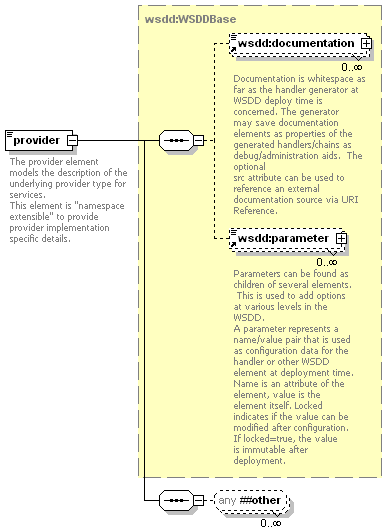 wsdd:WSDDBase
wsdd:documentation
0..∞
Documentation is whitespace as
far as the handler generator at
WSDD deploy time is
concerned. The generator
may save documentation
elements as properties of the
generated handlers/chains as
debug/administration aids.  The
optional
src attribute can be used to
reference an external
documentation source via URI
Reference.
provider
The provider element
models the description of the
underlying provider type for
services.
This element is "namespace
extensible" to provide
provider implementation
specific details.
wsdd:parameter
0..∞
Parameters can be found as
children of several elements.
This is used to add options
at various levels in the
WSDD.
A parameter represents a
name/value pair that is used
as configuration data for the
handler or other WSDD
element at deployment time.
Name is an attribute of the
element, value is the
element itself. Locked
indicates if the value can be
modified after configuration.
If locked=true, the value
is immutable after
deployment.
any ##other
0..∞